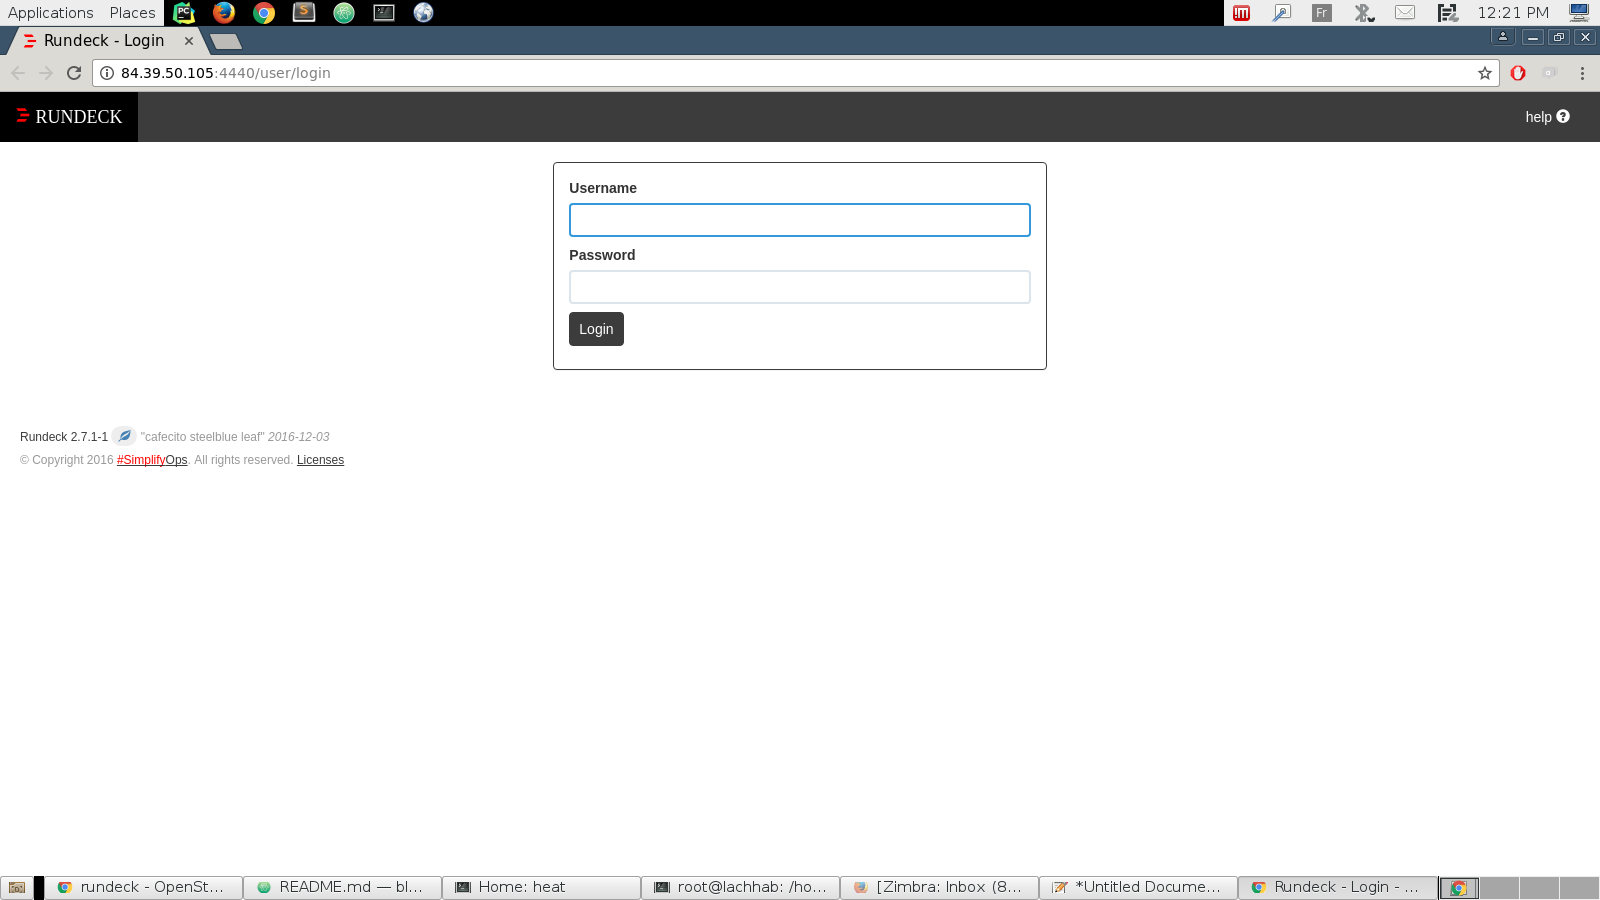 Applications Places Fr 12:21 PM
Rundeck - Login
84.39.50.105:4440/user/login
RUNDECK help
Username
Password
Login
Rundeck 2.7.1-1 "cafecito steelblue leaf" 2016-12-03
© Copyright 2016 #SimplifyOps. All rights reserved. Licenses
rundeck - OpenSt... README.md — bl... Home: heat root@lachhab: /ho... [Zimbra: Inbox (8... *Untitled Docume... Rundeck - Login - ...